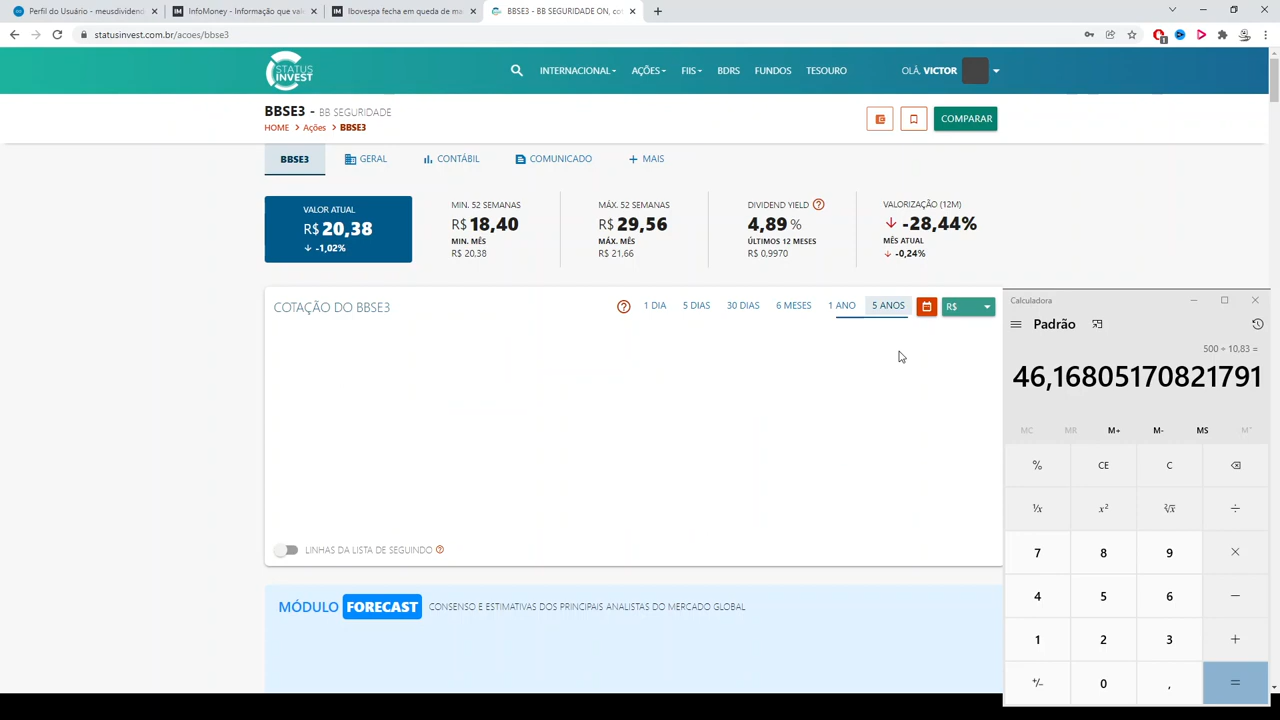 Perfil do Usuário - meusdividend
InfoMoney - Informação que val
Ibovespa fecha em queda de ma
BBSE3 - BB SEGURIDADE ON, co
statusinvest.com.br/acoes/bbse3
1
STATUS INVEST
INTERNACIONAL
AÇÕES
FIIS
BDRS
FUNDOS
TESOURO
OLÁ, VICTOR
BBSE3 - BB SEGURIDADE
HOME > Ações > BBSE3
COMPARAR
BBSE3
GERAL
CONTÁBIL
COMUNICADO
+ MAIS
VALOR ATUAL
R$ 20,38
↓ -1,02%
MIN. 52 SEMANAS
R$ 18,40
MIN. MÊS
R$ 20,38
MÁX. 52 SEMANAS
R$ 29,56
MÁX. MÊS
R$ 21,66
DIVIDEND YIELD ?
4,89 %
ÚLTIMOS 12 MESES
R$ 0,9970
VALORIZAÇÃO (12M)
↓ -28,44%
MÊS ATUAL
↓ -0,24%
COTAÇÃO DO BBSE3
?
1 DIA
5 DIAS
30 DIAS
6 MESES
1 ANO
5 ANOS
R$
LINHAS DA LISTA DE SEGUINDO ?
MÓDULO FORECAST CONSENSO E ESTIMATIVAS DOS PRINCIPAIS ANALISTAS DO MERCADO GLOBAL
Calculadora
Padrão
500 ÷ 10,83 =
46,16805170821791
MC MR M+ M- MS M˅
% CE C
¹/x x² ²√x ÷
7 8 9 ×
4 5 6 −
1 2 3 +
+/− 0 , =